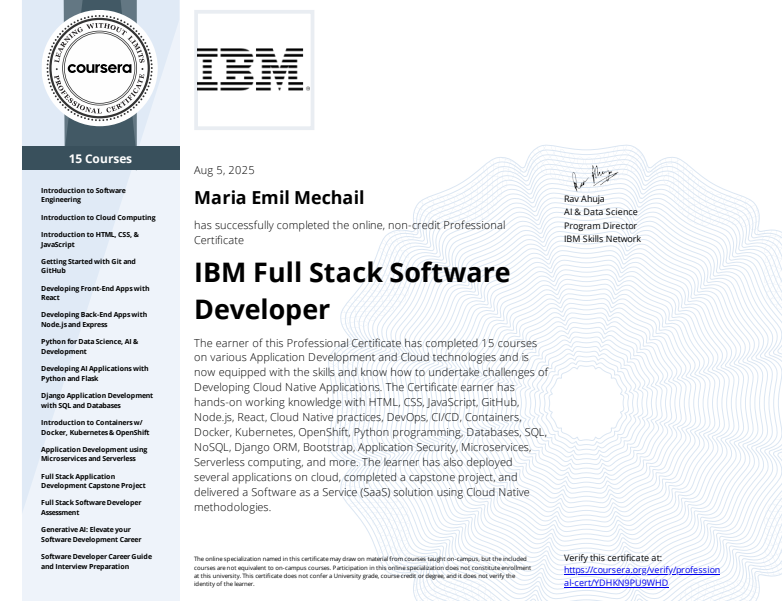 LEARNING WITHOUT LIMITS
coursera
PROFESSIONAL CERTIFICATE
IBM
15 Courses
Introduction to Software
Engineering
Introduction to Cloud Computing
Introduction to HTML, CSS, &
JavaScript
Getting Started with Git and
GitHub
Developing Front-End Apps with
React
Developing Back-End Apps with
Node.js and Express
Python for Data Science, AI &
Development
Developing AI Applications with
Python and Flask
Django Application Development
with SQL and Databases
Introduction to Containers w/
Docker, Kubernetes & OpenShift
Application Development using
Microservices and Serverless
Full Stack Application
Development Capstone Project
Full Stack Software Developer
Assessment
Generative AI: Elevate your
Software Development Career
Software Developer Career Guide
and Interview Preparation
Aug 5, 2025
Maria Emil Mechail
has successfully completed the online, non-credit Professional
Certificate
IBM Full Stack Software
Developer
The earner of this Professional Certificate has completed 15 courses
on various Application Development and Cloud technologies and is
now equipped with the skills and know how to undertake challenges of
Developing Cloud Native Applications. The Certificate earner has
hands-on working knowledge with HTML, CSS, JavaScript, GitHub,
Node.js, React, Cloud Native practices, DevOps, CI/CD, Containers,
Docker, Kubernetes, OpenShift, Python programming, Databases, SQL,
NoSQL, Django ORM, Bootstrap, Application Security, Microservices,
Serverless computing, and more. The learner has also deployed
several applications on cloud, completed a capstone project, and
delivered a Software as a Service (SaaS) solution using Cloud Native
methodologies.
The online specialization named in this certificate may draw on material from courses taught on-campus, but the included
courses are not equivalent to on-campus courses. Participation in this online specialization does not constitute enrollment
at this university. This certificate does not confer a University grade, course credit or degree, and it does not verify the
identity of the learner.
Rav Ahuja
Rav Ahuja
AI & Data Science
Program Director
IBM Skills Network
Verify this certificate at:
https://coursera.org/verify/profession
al-cert/YDHKN9PU9WHD